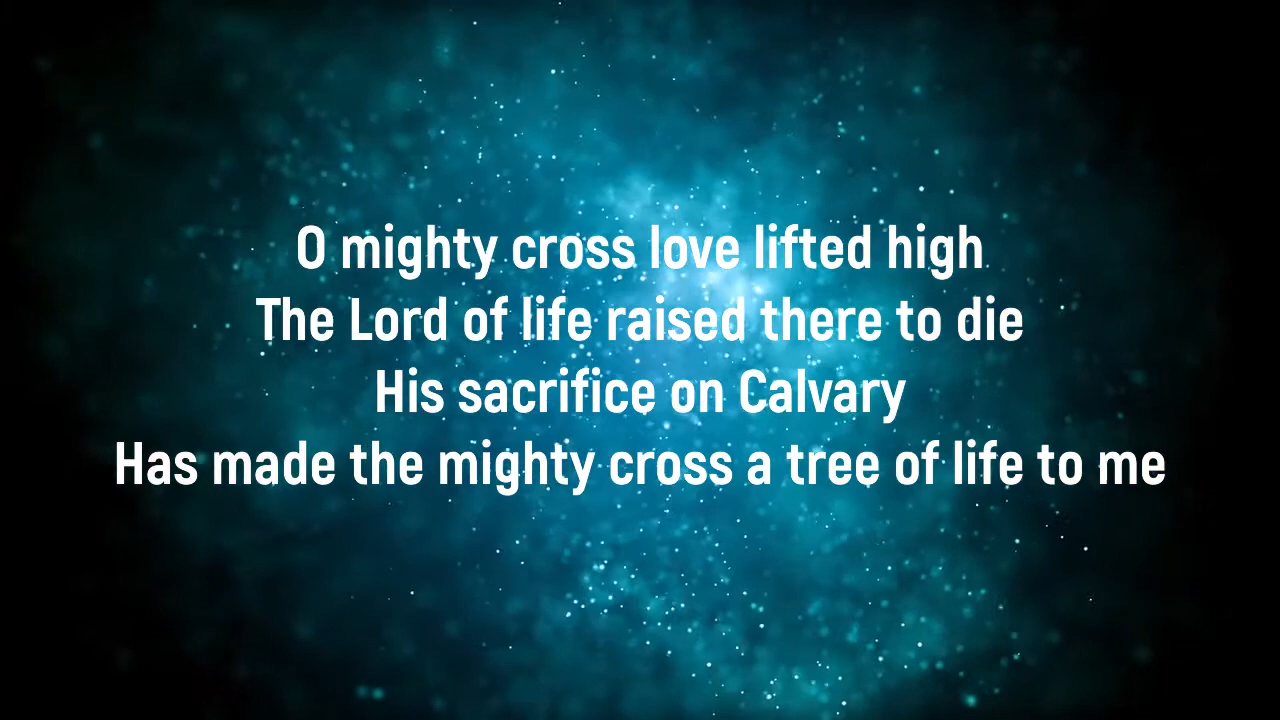 O mighty cross love lifted high
The Lord of life raised there to die
His sacrifice on Calvary
Has made the mighty cross a tree of life to me